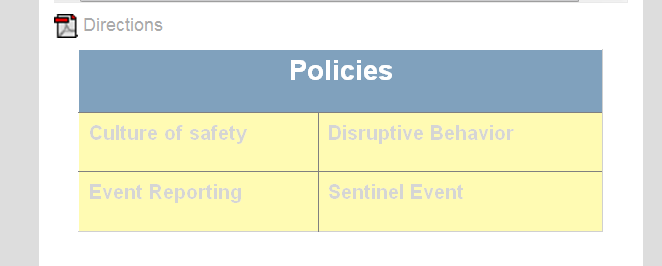 Directions
Policies
Culture of safety Disruptive Behavior
Event Reporting Sentinel Event